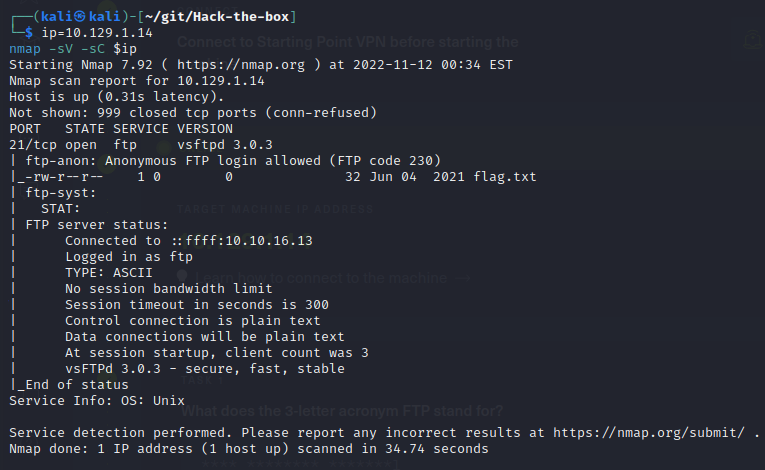 ┌──(kali㉿kali)-[~/git/Hack-the-box]
└─$ ip=10.129.1.14
Connect to Starting Point VPN before starting the
nmap -sV -sC $ip
Starting Nmap 7.92 ( https://nmap.org ) at 2022-11-12 00:34 EST
Nmap scan report for 10.129.1.14
Host is up (0.31s latency).
Not shown: 999 closed tcp ports (conn-refused)
PORT   STATE SERVICE VERSION
21/tcp open  ftp     vsftpd 3.0.3
| ftp-anon: Anonymous FTP login allowed (FTP code 230)
|_-rw-r--r--    1 0        0              32 Jun 04  2021 flag.txt
| ftp-syst:
|   STAT:
TARGET MACHINE IP ADDRESS
| FTP server status:
|      Connected to ::ffff:10.10.16.13
|      Logged in as ftp
|      TYPE: ASCII
Learn how to connect to the machine
|      No session bandwidth limit
|      Session timeout in seconds is 300
|      Control connection is plain text
|      Data connections will be plain text
|      At session startup, client count was 3
|      vsFTPd 3.0.3 - secure, fast, stable
|_End of status
TASK 1
Service Info: OS: Unix
What does the 3-letter acronym FTP stand for?
Service detection performed. Please report any incorrect results at https://nmap.org/submit/ .
Nmap done: 1 IP address (1 host up) scanned in 34.74 seconds